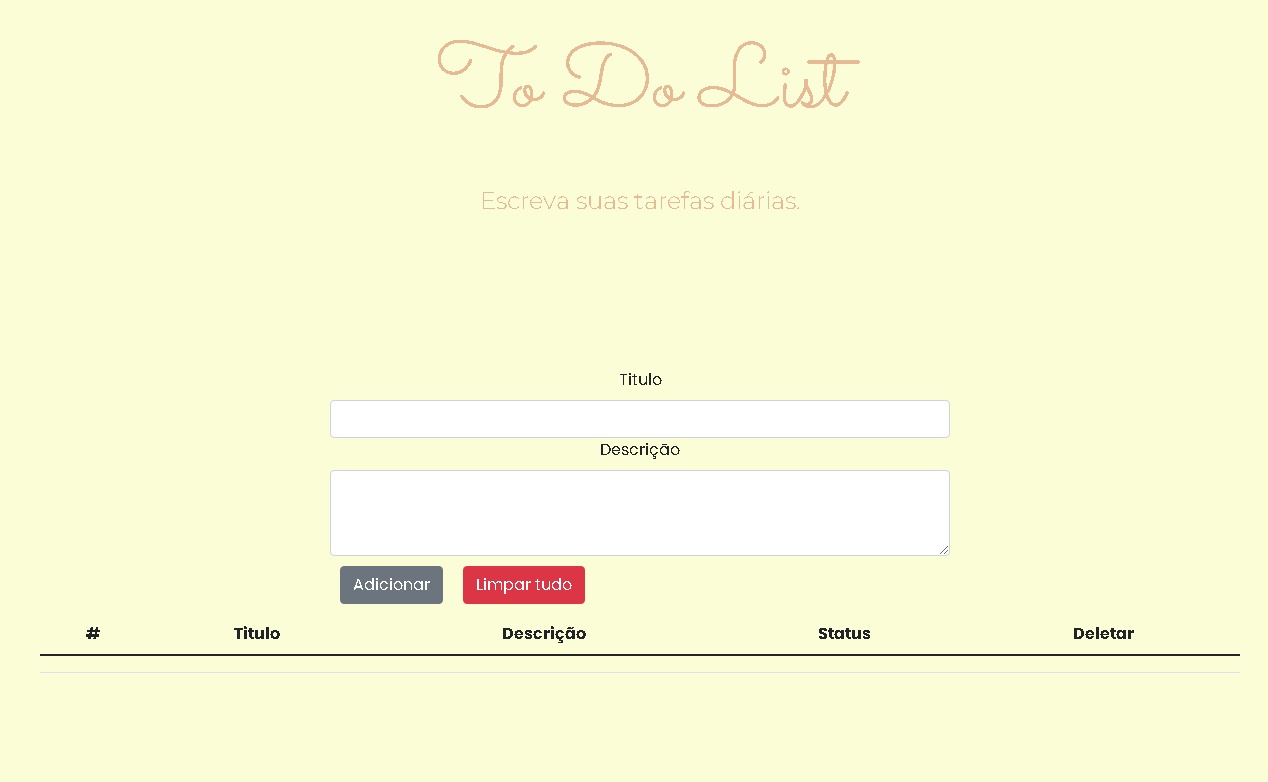 To Do List
Escreva suas tarefas diárias.
Titulo
Descrição
Adicionar Limpar tudo
# Titulo Descrição Status Deletar